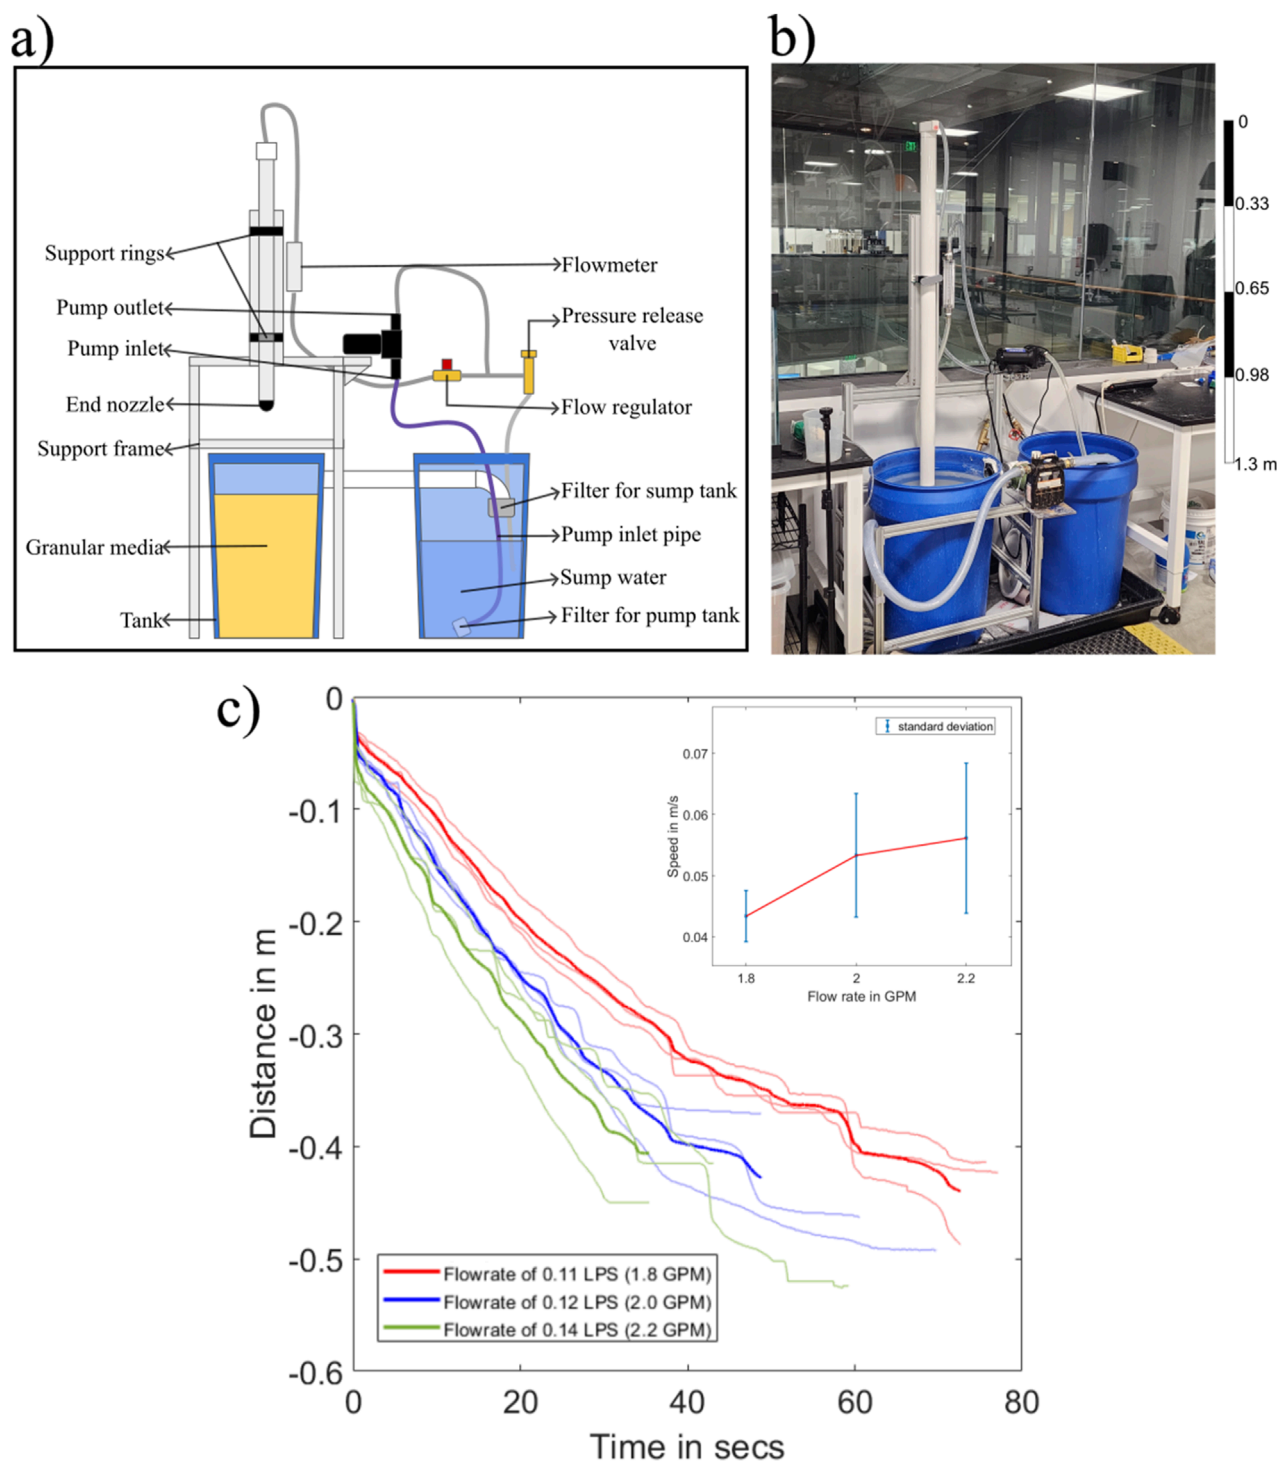 a)
Support rings
Pump outlet
Pump inlet
End nozzle
Support frame
Granular media
Tank
Flowmeter
Pressure release
valve
Flow regulator
Filter for sump tank
Pump inlet pipe
Sump water
Filter for pump tank
b)
0
0.33
0.65
0.98
1.3 m
c)
0
-0.1
-0.2
-0.3
-0.4
-0.5
-0.6
0
20
40
60
80
Distance in m
Time in secs
Flowrate of 0.11 LPS (1.8 GPM)
Flowrate of 0.12 LPS (2.0 GPM)
Flowrate of 0.14 LPS (2.2 GPM)
standard deviation
0.07
0.06
0.05
0.04
Speed in m/s
1.8
2
2.2
Flow rate in GPM